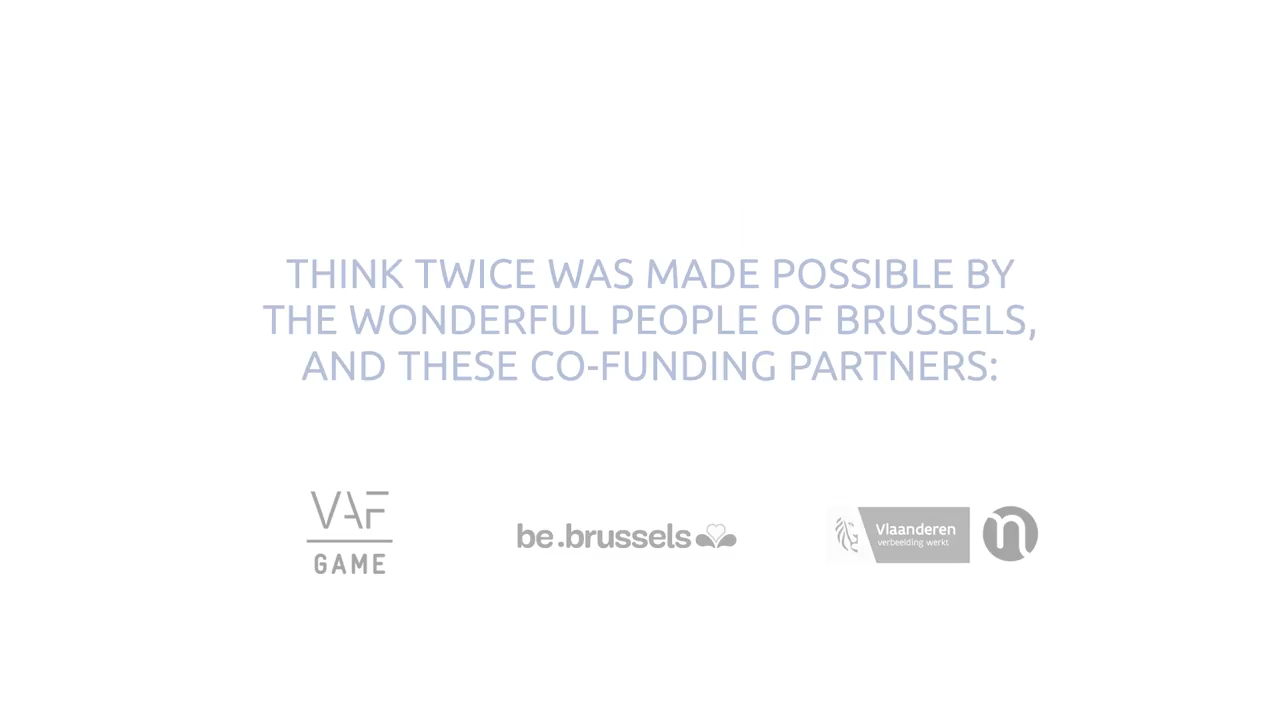 THINK TWICE WAS MADE POSSIBLE BY
THE WONDERFUL PEOPLE OF BRUSSELS,
AND THESE CO-FUNDING PARTNERS:
VAF
GAME
be.brussels
Vlaanderen
verbeelding werkt
n